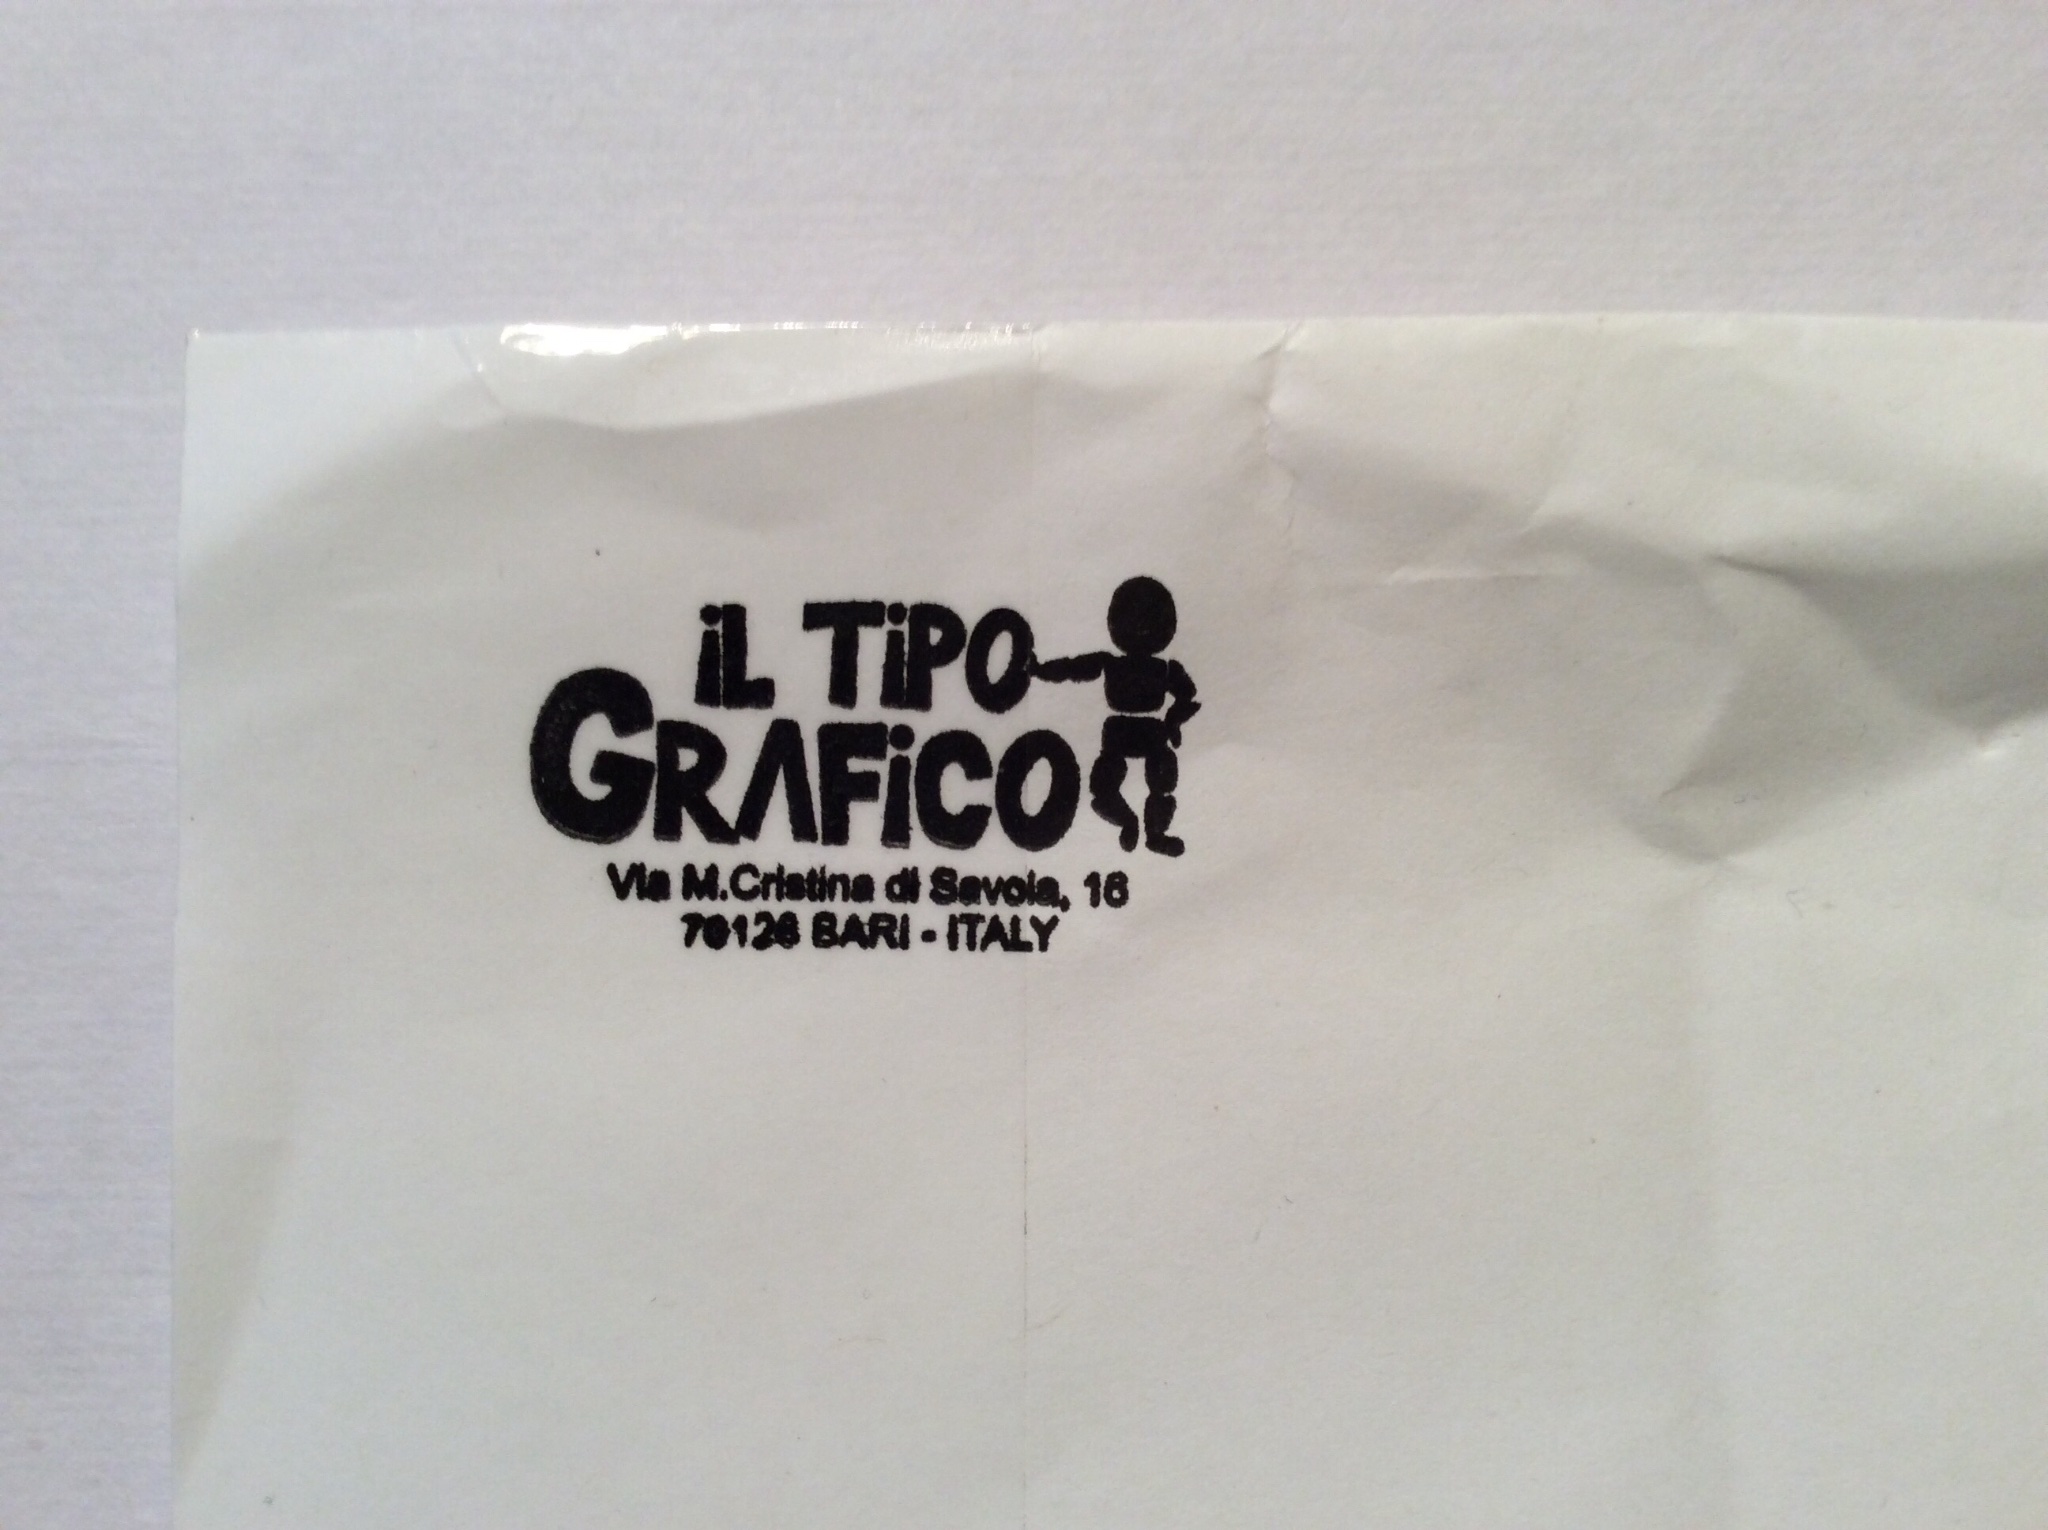 iL TiPO
GRAFiCO
Via M.Cristina di Savoia, 16
70126 BARI - ITALY